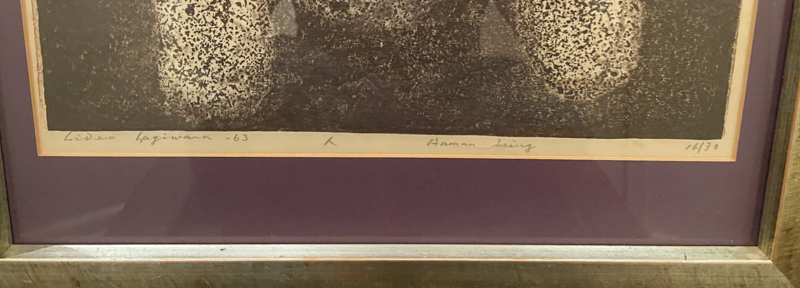 Hideo Hagiwara -63 人 Human being 16/30